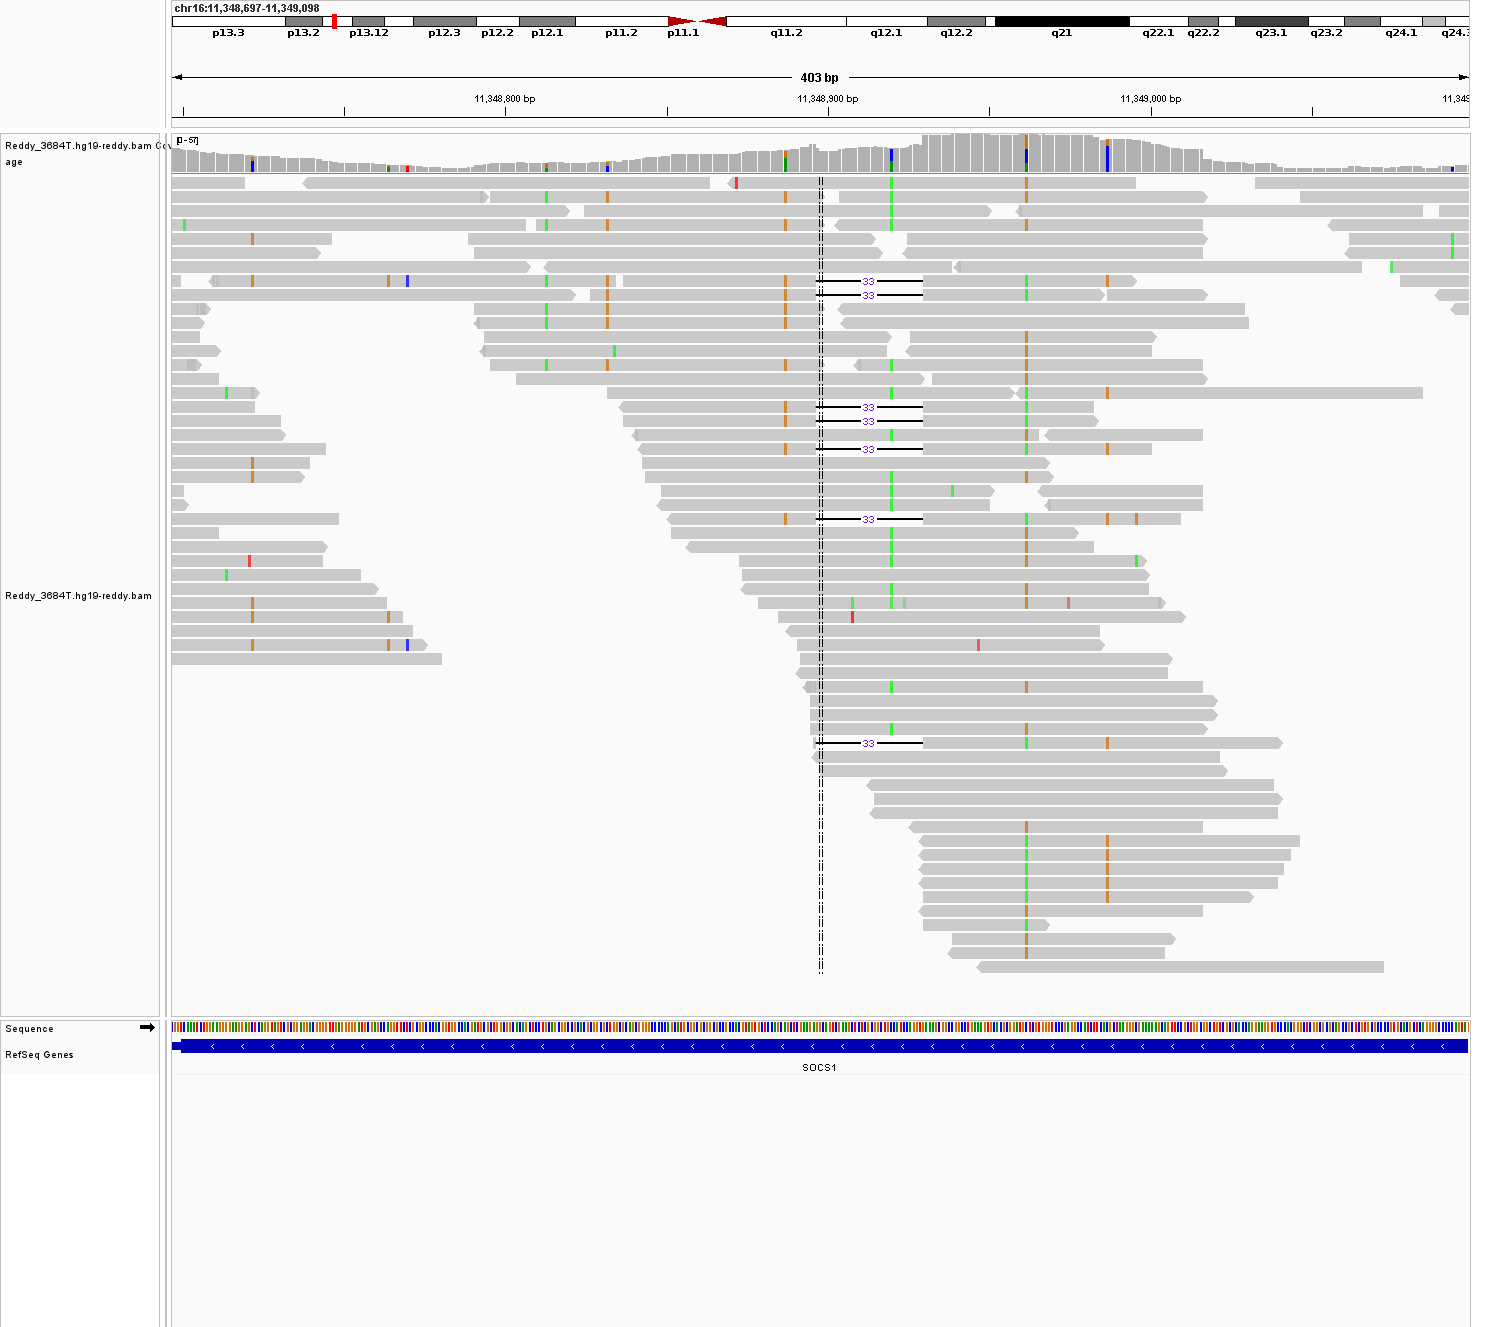 chr16:11,348,697-11,349,098
p13.3 p13.2 p13.12 p12.3 p12.2 p12.1 p11.2 p11.1 q11.2 q12.1 q12.2 q21 q22.1 q22.2 q23.1 q23.2 q24.1 q24.3
403 bp
11,348,800 bp 11,348,900 bp 11,349,000 bp 11,349
Reddy_3684T.hg19-reddy.bam Cov
age
[0-57]
33
33
33
33
33
33
Reddy_3684T.hg19-reddy.bam
33
Sequence
RefSeq Genes
SOCS1